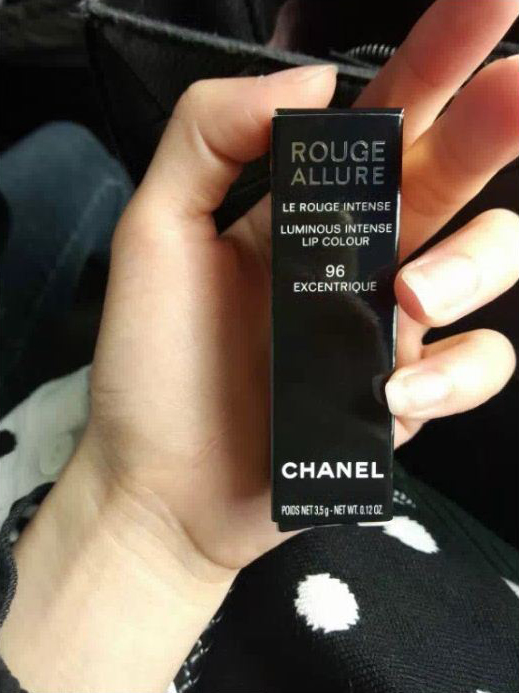 ROUGE
ALLURE
LE ROUGE INTENSE
LUMINOUS INTENSE
LIP COLOUR
96
EXCENTRIQUE
CHANEL
POIDS NET 3,5 g - NET WT. 0.12 OZ.